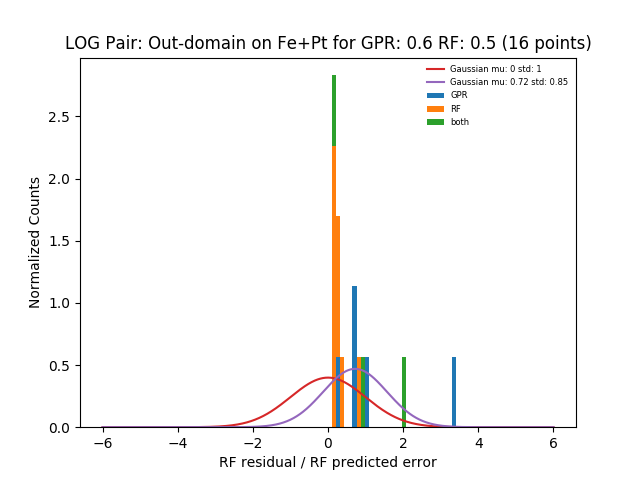 LOG Pair: Out-domain on Fe+Pt for GPR: 0.6 RF: 0.5 (16 points)
Gaussian mu: 0 std: 1
Gaussian mu: 0.72 std: 0.85
GPR
RF
both
Normalized Counts
2.5
2.0
1.5
1.0
0.5
0.0
−6 −4 −2 0 2 4 6
RF residual / RF predicted error